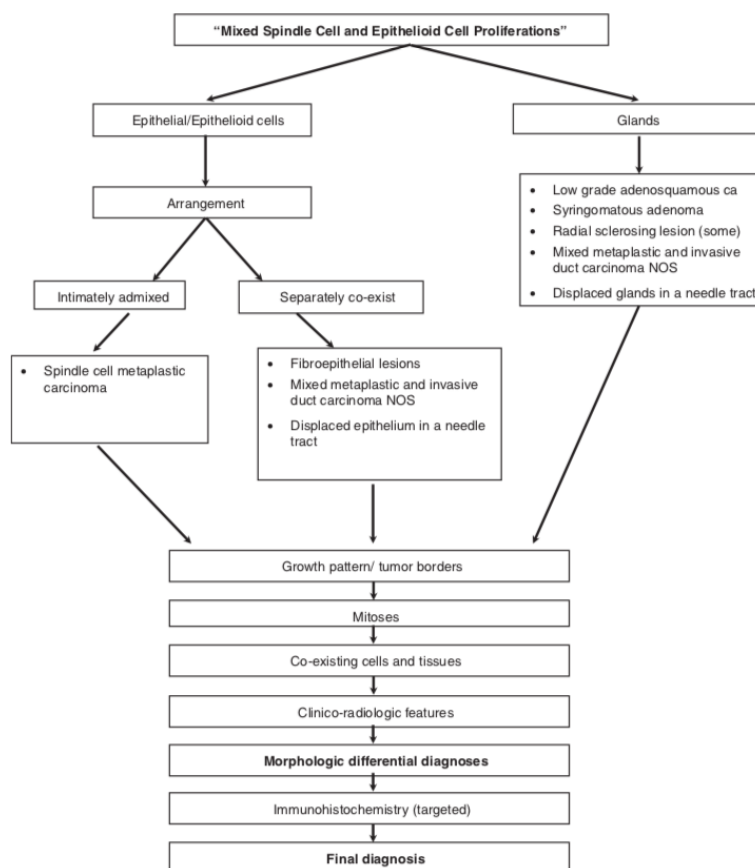 “Mixed Spindle Cell and Epithelioid Cell Proliferations”
Epithelial/Epithelioid cells
Glands
Arrangement
• Low grade adenosquamous ca
• Syringomatous adenoma
• Radial sclerosing lesion (some)
• Mixed metaplastic and invasive
duct carcinoma NOS
• Displaced glands in a needle tract
Intimately admixed
Separately co-exist
• Spindle cell metaplastic
carcinoma
• Fibroepithelial lesions
• Mixed metaplastic and invasive
duct carcinoma NOS
• Displaced epithelium in a needle
tract
Growth pattern/ tumor borders
Mitoses
Co-existing cells and tissues
Clinico-radiologic features
Morphologic differential diagnoses
Immunohistochemistry (targeted)
Final diagnosis